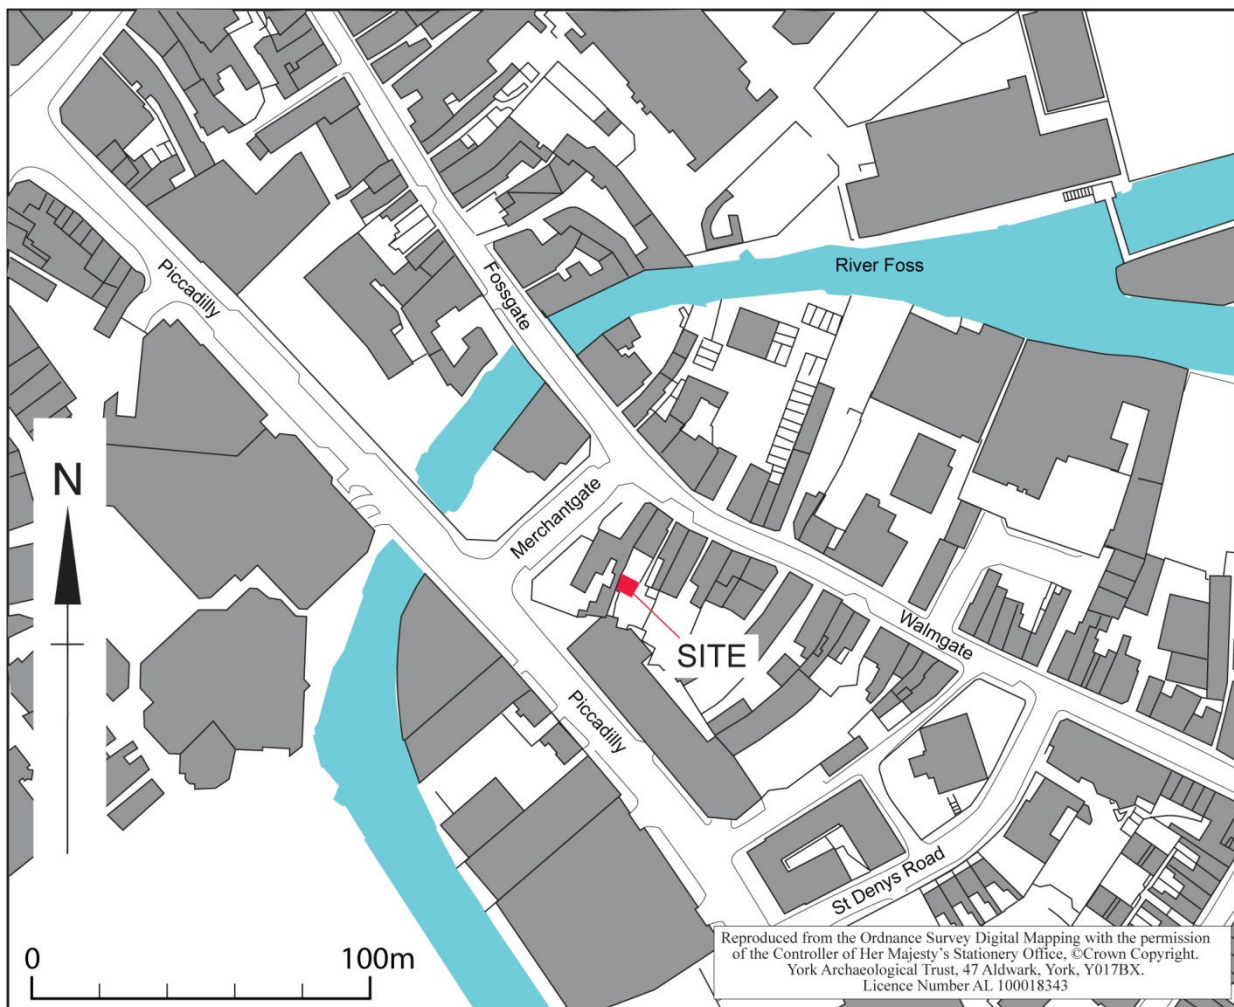 River Foss
Piccadilly
Fossgate
N
Merchantgate
Walmgate
SITE
Piccadilly
St Denys Road
0 100m
Reproduced from the Ordnance Survey Digital Mapping with the permission
of the Controller of Her Majesty's Stationery Office, ©Crown Copyright.
York Archaeological Trust, 47 Aldwark, York, Y017BX.
Licence Number AL 100018343